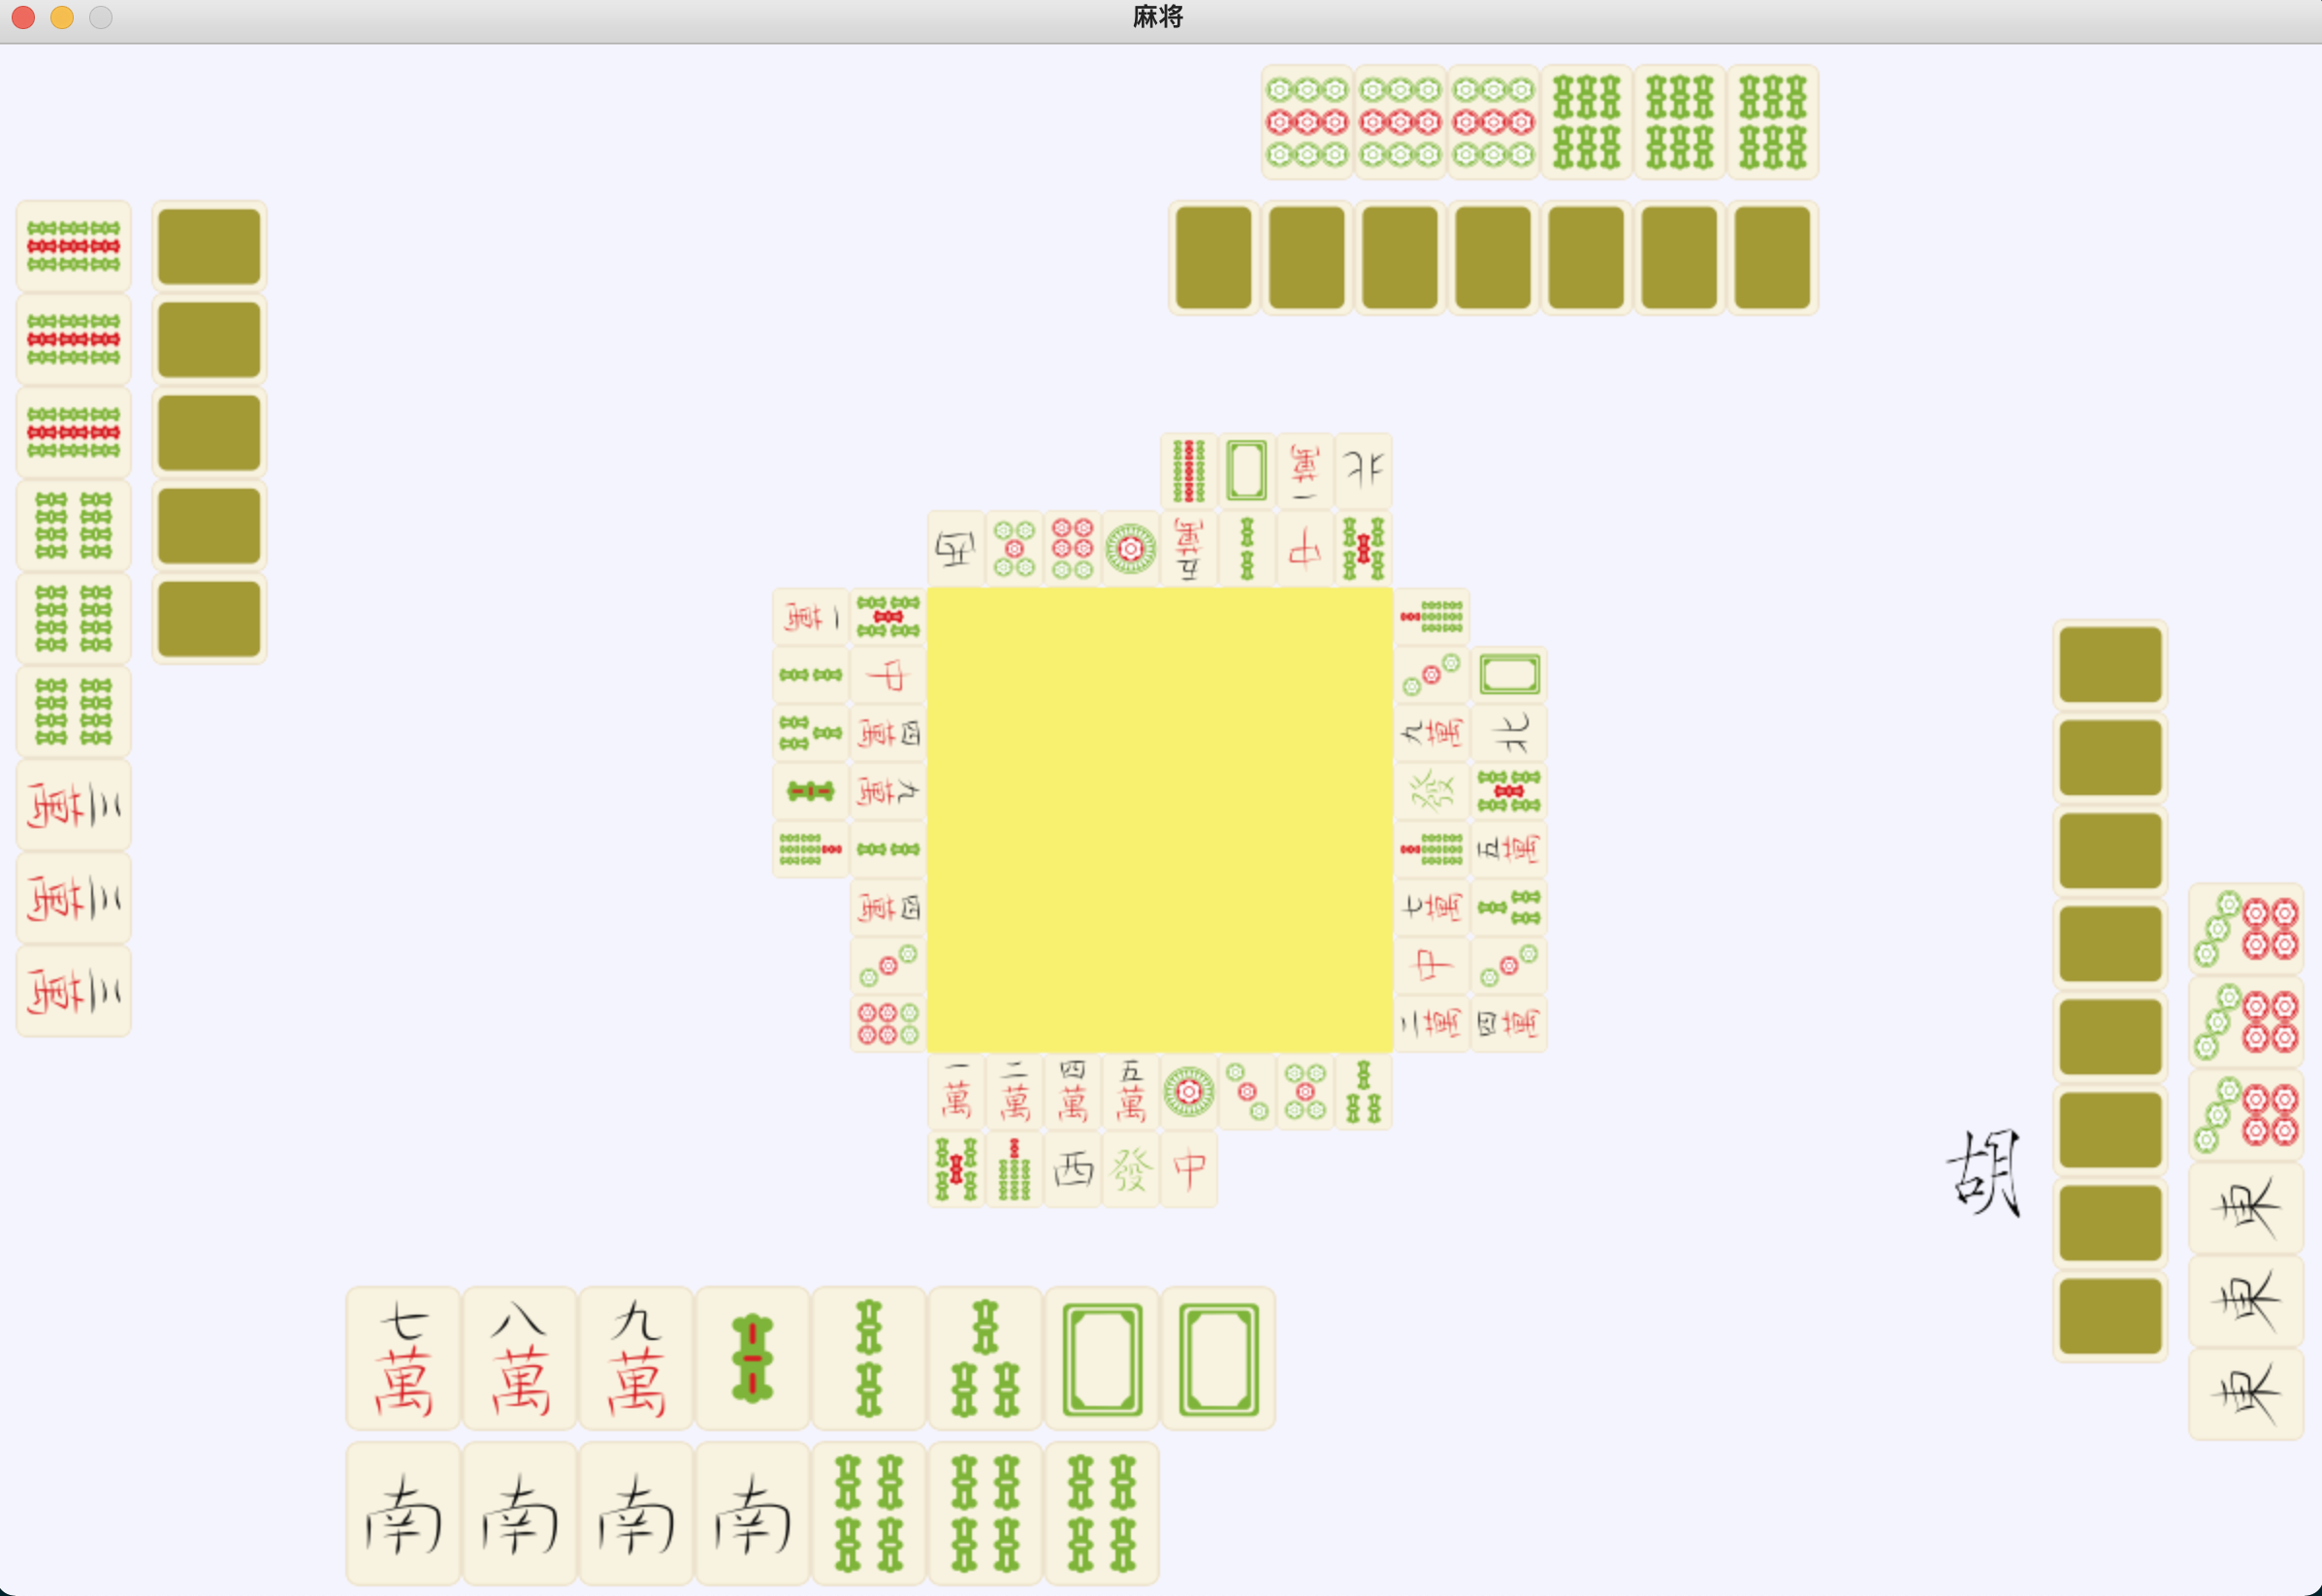 麻将
一萬 北
西 五萬 中
一萬
中
四萬
九萬
四萬
九萬 北
發
五萬
七萬
中
二萬 四萬
三萬
三萬
三萬
一萬 二萬 四萬 五萬
西 發 中
胡
東
東
東
七萬 八萬 九萬
南 南 南 南